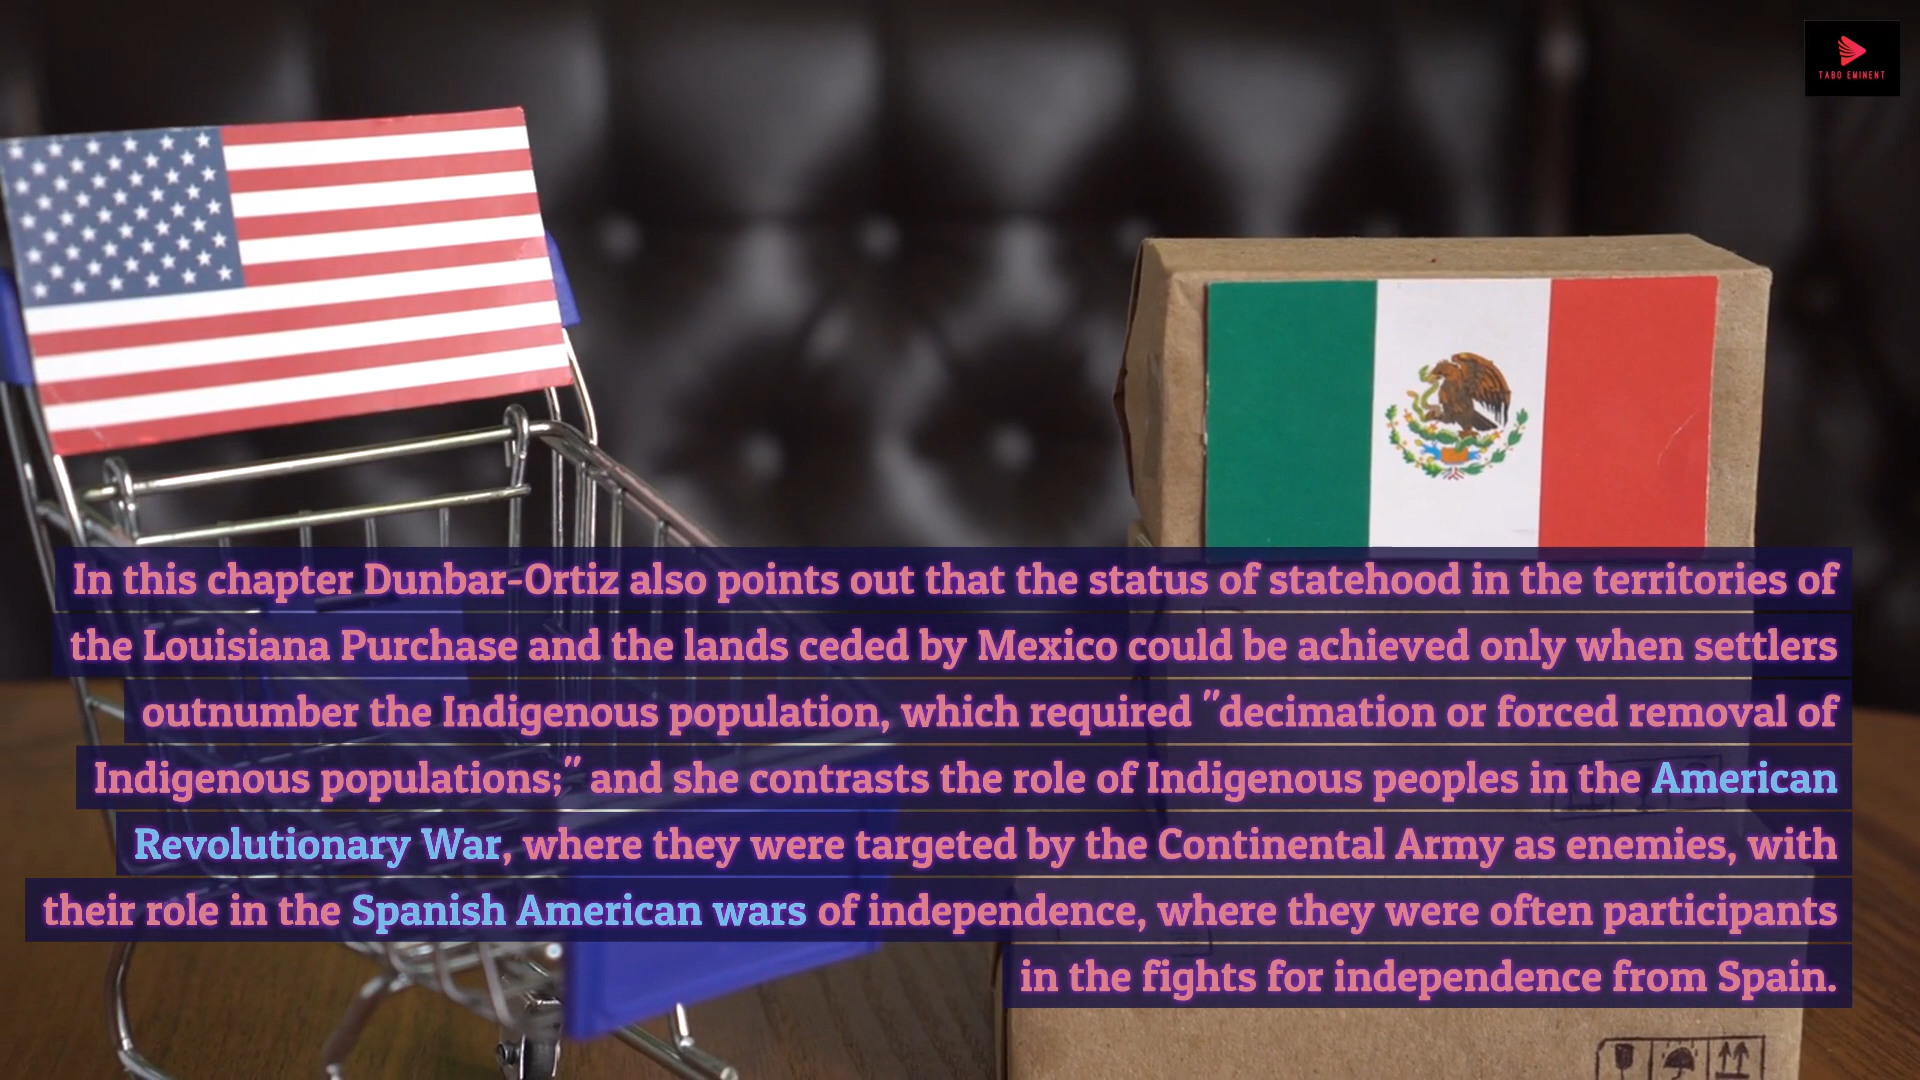 TABO EMINENT
In this chapter Dunbar-Ortiz also points out that the status of statehood in the territories of
the Louisiana Purchase and the lands ceded by Mexico could be achieved only when settlers
outnumber the Indigenous population, which required "decimation or forced removal of
Indigenous populations;" and she contrasts the role of Indigenous peoples in the American
Revolutionary War, where they were targeted by the Continental Army as enemies, with
their role in the Spanish American wars of independence, where they were often participants
in the fights for independence from Spain.